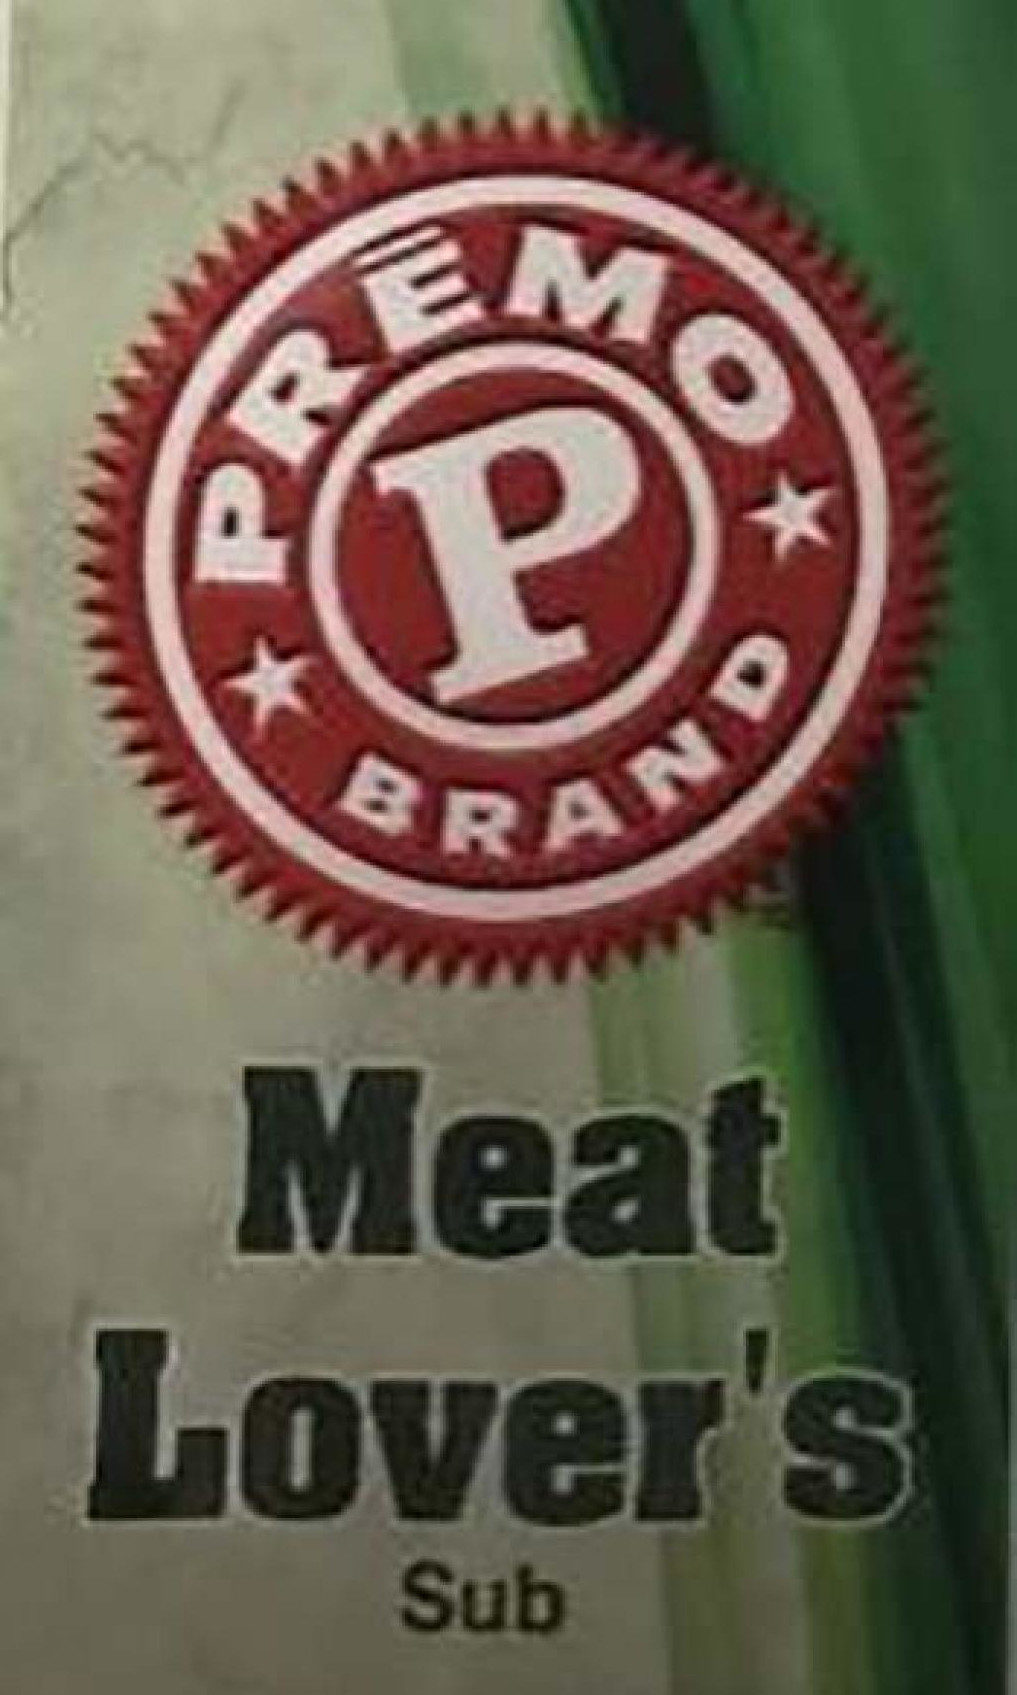 PREMO
P
BRAND
Meat
Lover's
Sub